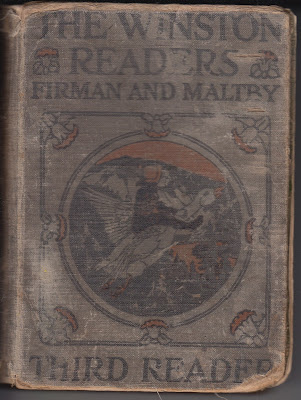 THE WINSTON
READERS
FIRMAN AND MALTBY
THIRD READER